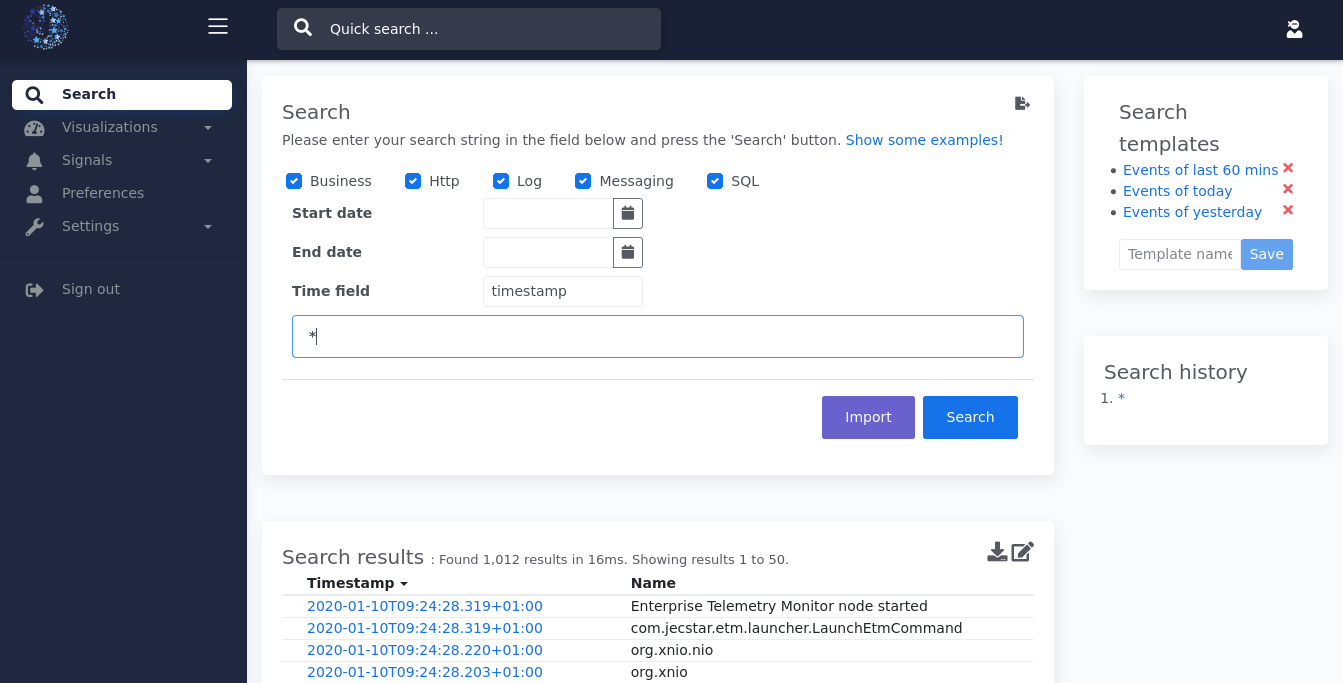 Quick search ...
Search
Visualizations
Signals
Preferences
Settings
Sign out
Search
Please enter your search string in the field below and press the 'Search' button. Show some examples!
Business Http Log Messaging SQL
Start date
End date
Time field timestamp
*
Import Search
Search results : Found 1,012 results in 16ms. Showing results 1 to 50.
Timestamp Name
2020-01-10T09:24:28.319+01:00 Enterprise Telemetry Monitor node started
2020-01-10T09:24:28.319+01:00 com.jecstar.etm.launcher.LaunchEtmCommand
2020-01-10T09:24:28.220+01:00 org.xnio.nio
2020-01-10T09:24:28.203+01:00 org.xnio
Search
templates
Events of last 60 mins
Events of today
Events of yesterday
Template name Save
Search history
1. *